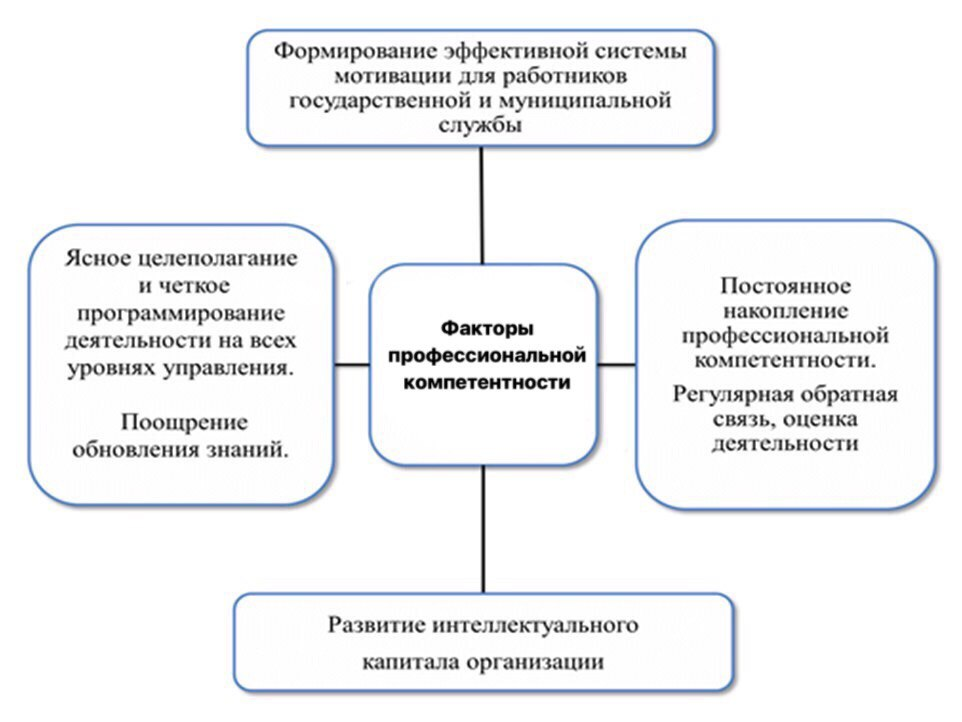 Формирование эффективной системы
мотивации для работников
государственной и муниципальной
службы
Ясное целеполагание
и четкое
программирование
деятельности на всех
уровнях управления.
Поощрение
обновления знаний.
Факторы
профессиональной
компетентности
Постоянное
накопление
профессиональной
компетентности.
Регулярная обратная
связь, оценка
деятельности
Развитие интеллектуального
капитала организации